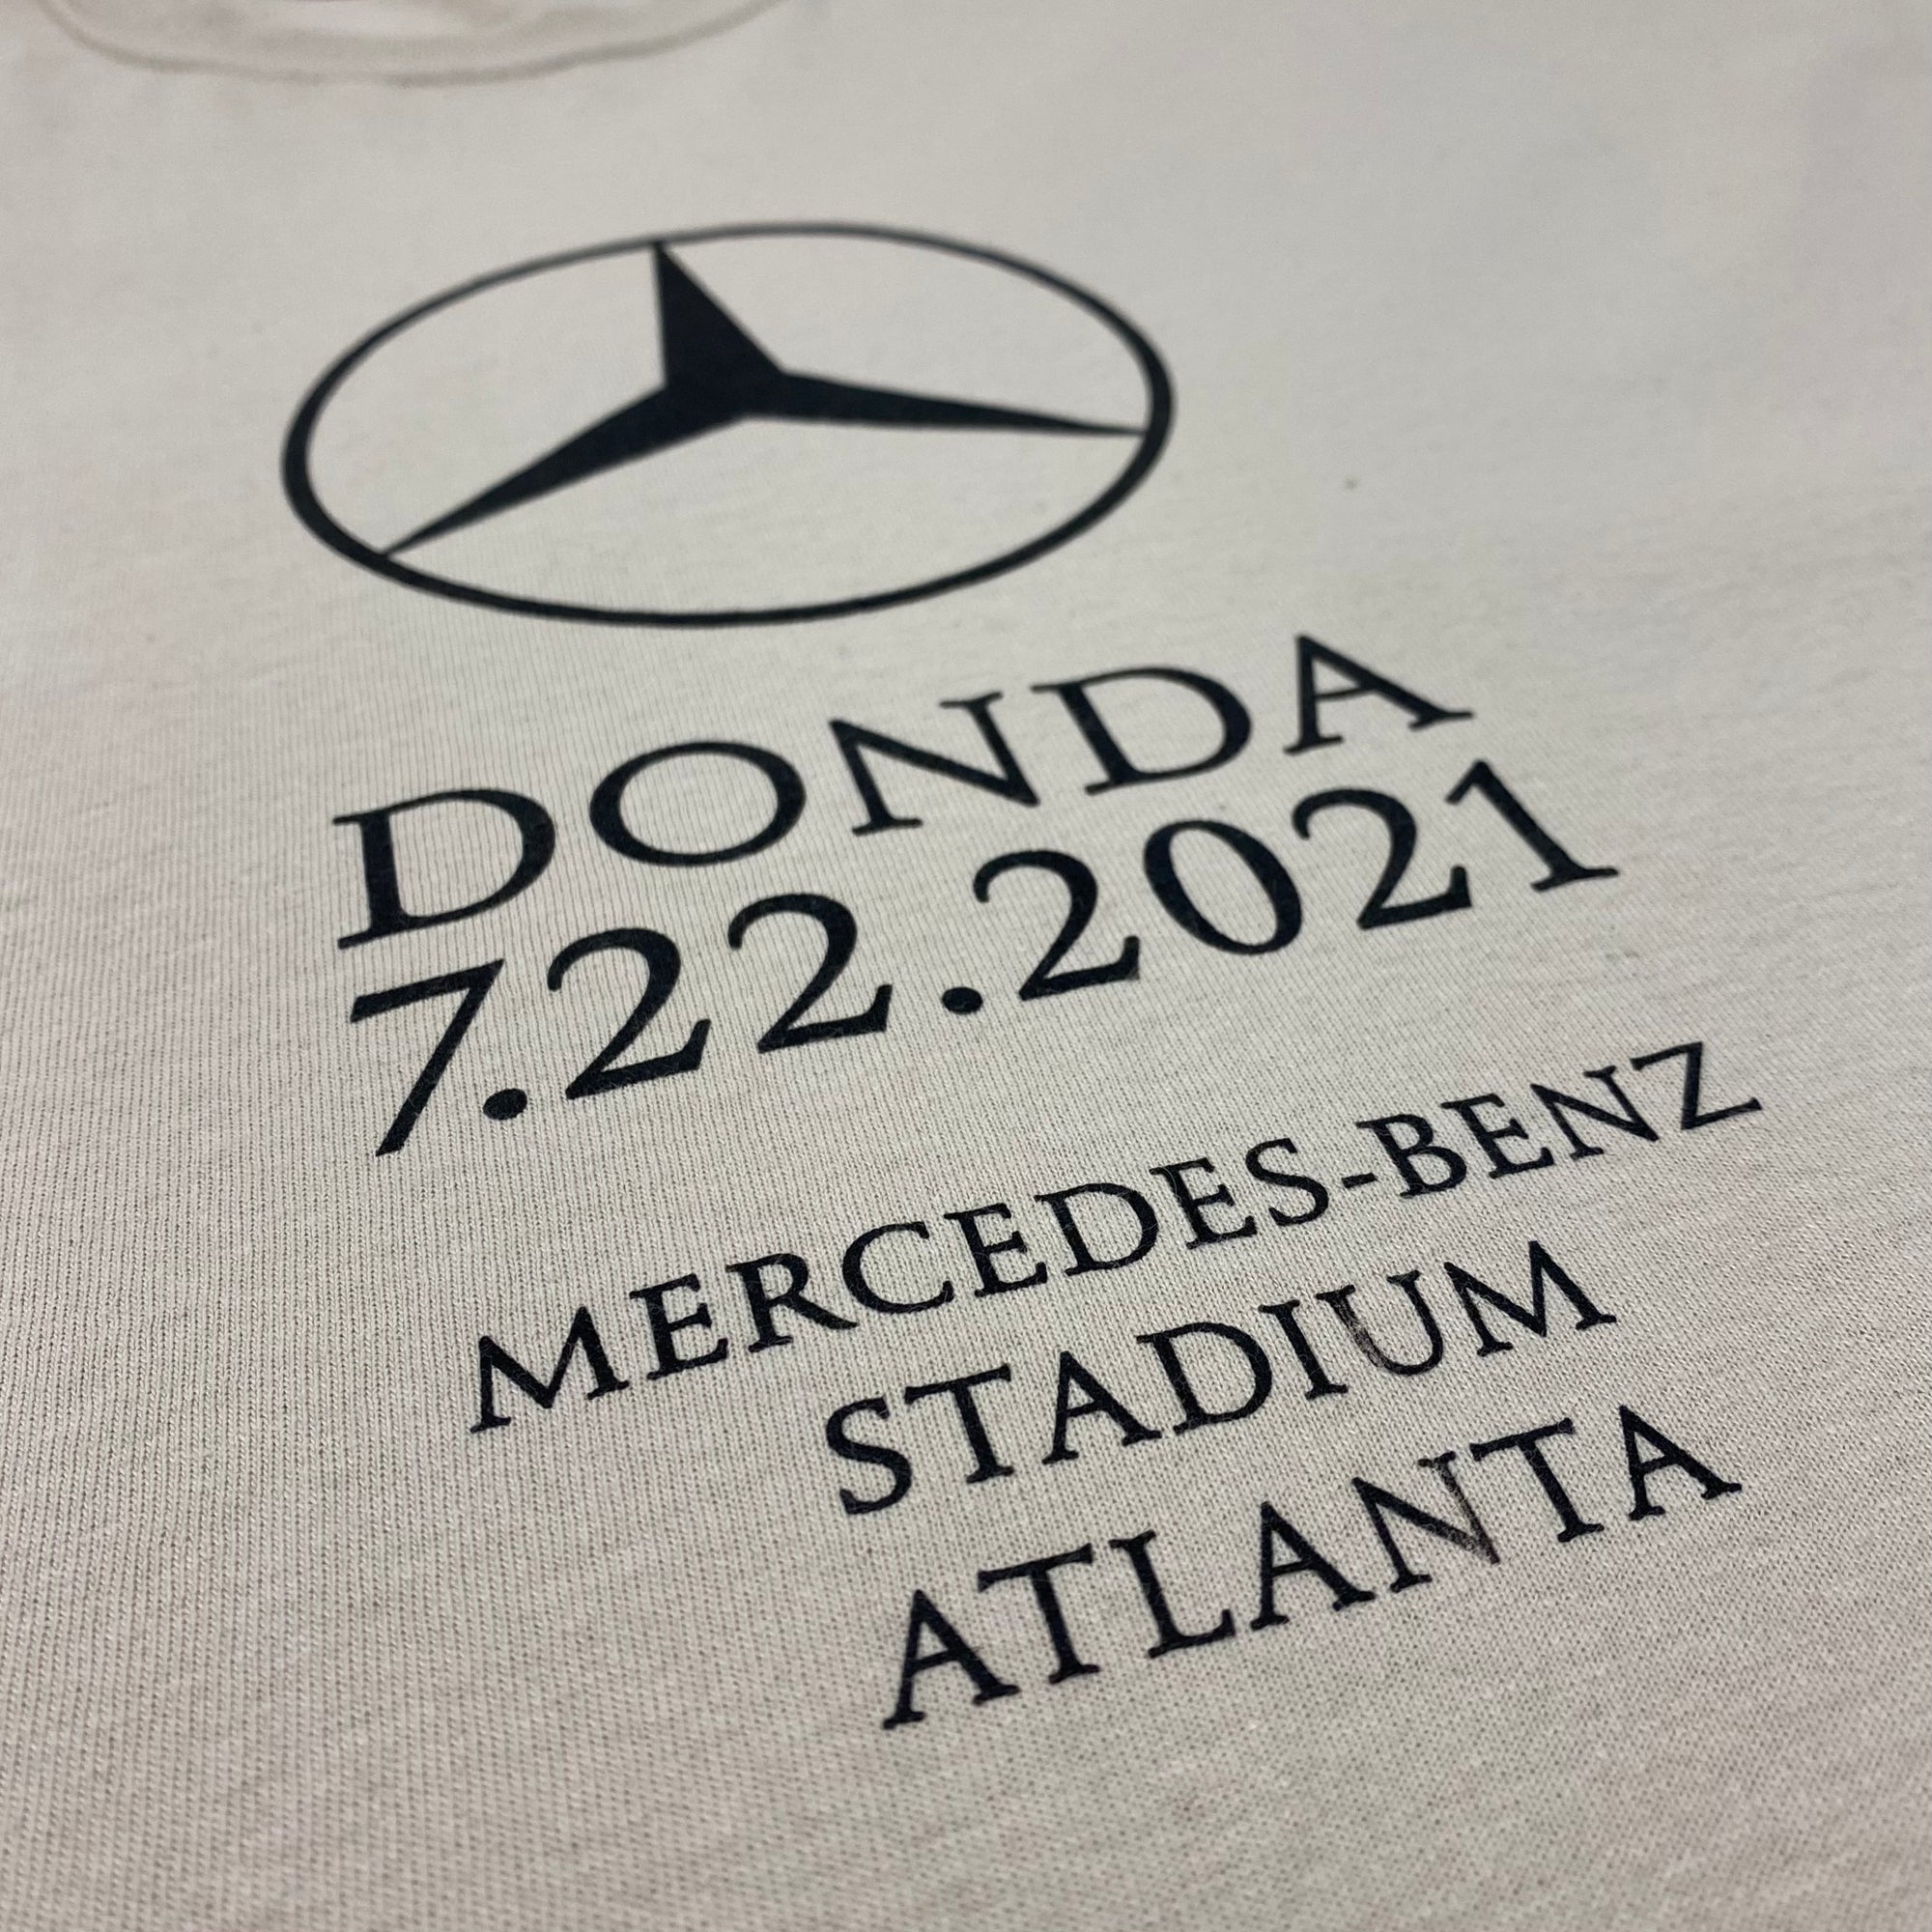 DONDA
7.22.2021
MERCEDES-BENZ
STADIUM
ATLANTA